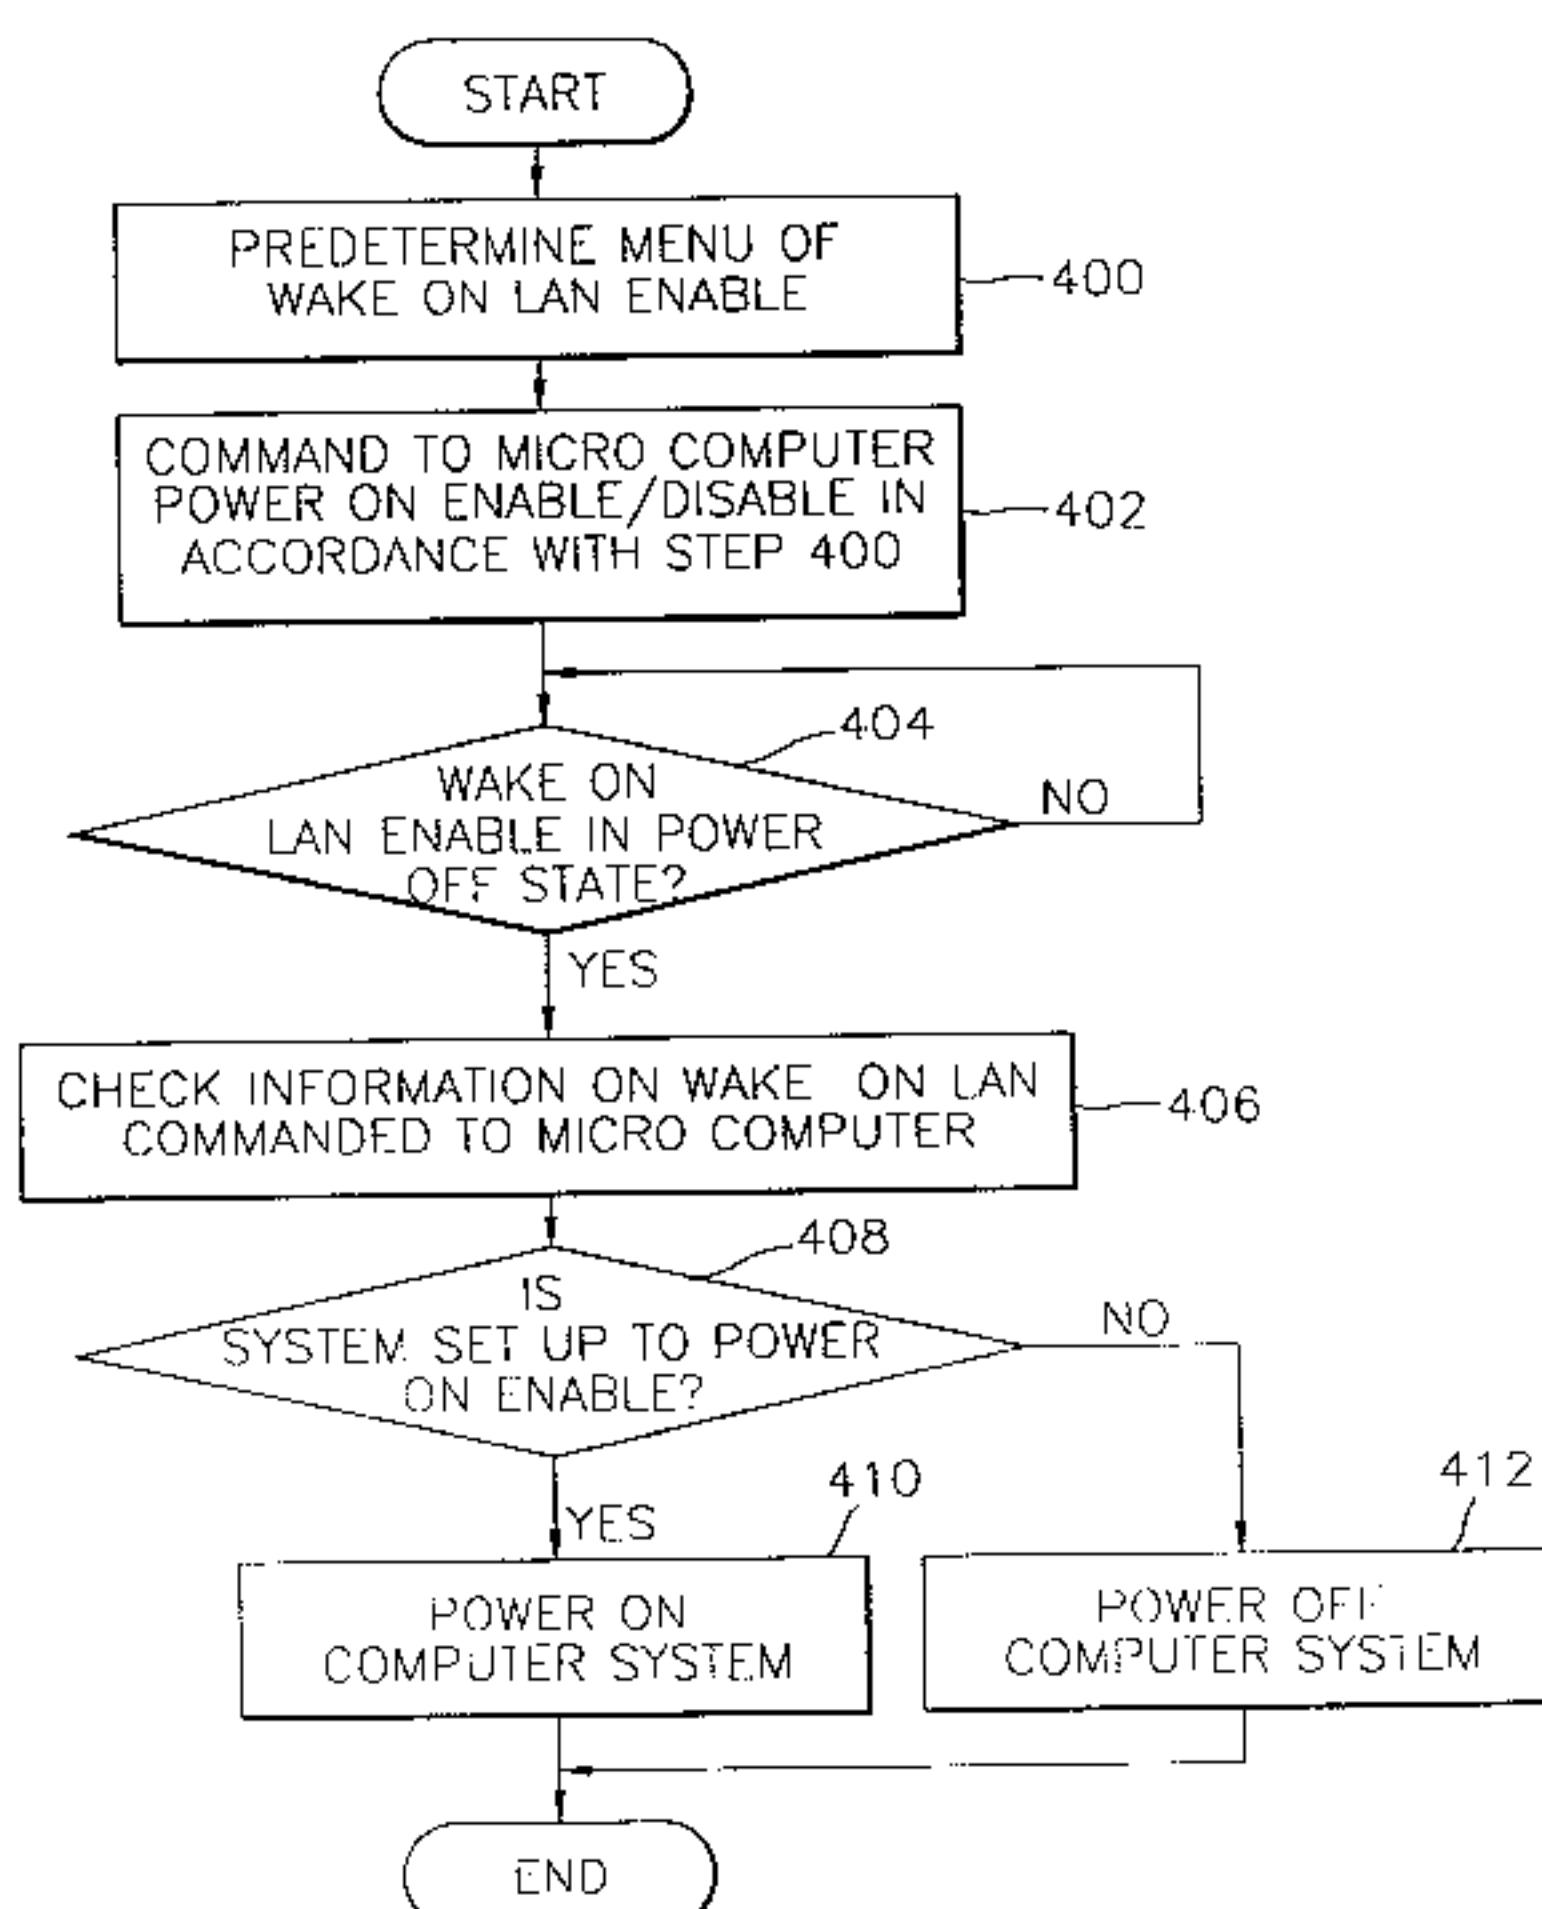 START
PREDETERMINE MENU OF
WAKE ON LAN ENABLE
400
COMMAND TO MICRO COMPUTER
POWER ON ENABLE/DISABLE IN
ACCORDANCE WITH STEP 400
402
404
WAKE ON
LAN ENABLE IN POWER
OFF STATE?
NO
YES
CHECK INFORMATION ON WAKE ON LAN
COMMANDED TO MICRO COMPUTER
406
408
IS
SYSTEM SET UP TO POWER
ON ENABLE?
NO
YES
410
412
POWER ON
COMPUTER SYSTEM
POWER OFF
COMPUTER SYSTEM
END